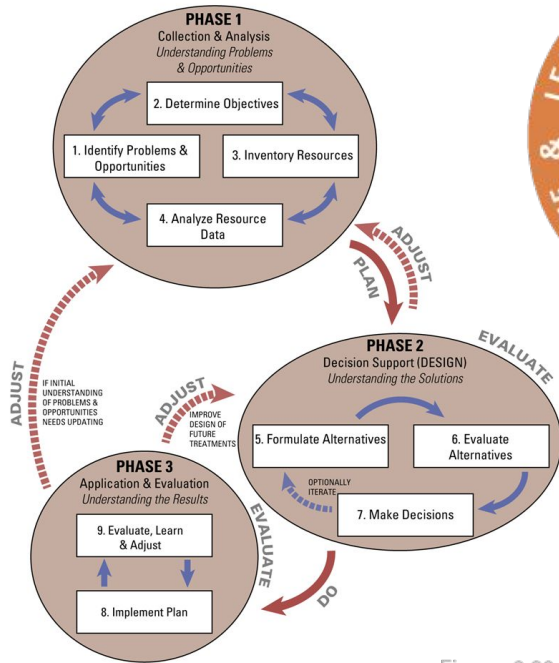 PHASE 1
Collection & Analysis
Understanding Problems
& Opportunities
2. Determine Objectives
1. Identify Problems &
Opportunities
3. Inventory Resources
4. Analyze Resource
Data
&
ADJUST
PLAN
ADJUST
IF INITIAL
UNDERSTANDING
OF PROBLEMS &
OPPORTUNITIES
NEEDS UPDATING
ADJUST
IMPROVE
DESIGN OF
FUTURE
TREATMENTS
EVALUATE
PHASE 2
Decision Support (DESIGN)
Understanding the Solutions
5. Formulate Alternatives
6. Evaluate
Alternatives
OPTIONALLY
ITERATE
7. Make Decisions
PHASE 3
Application & Evaluation
Understanding the Results
9. Evaluate, Learn
& Adjust
8. Implement Plan
EVALUATE
DO